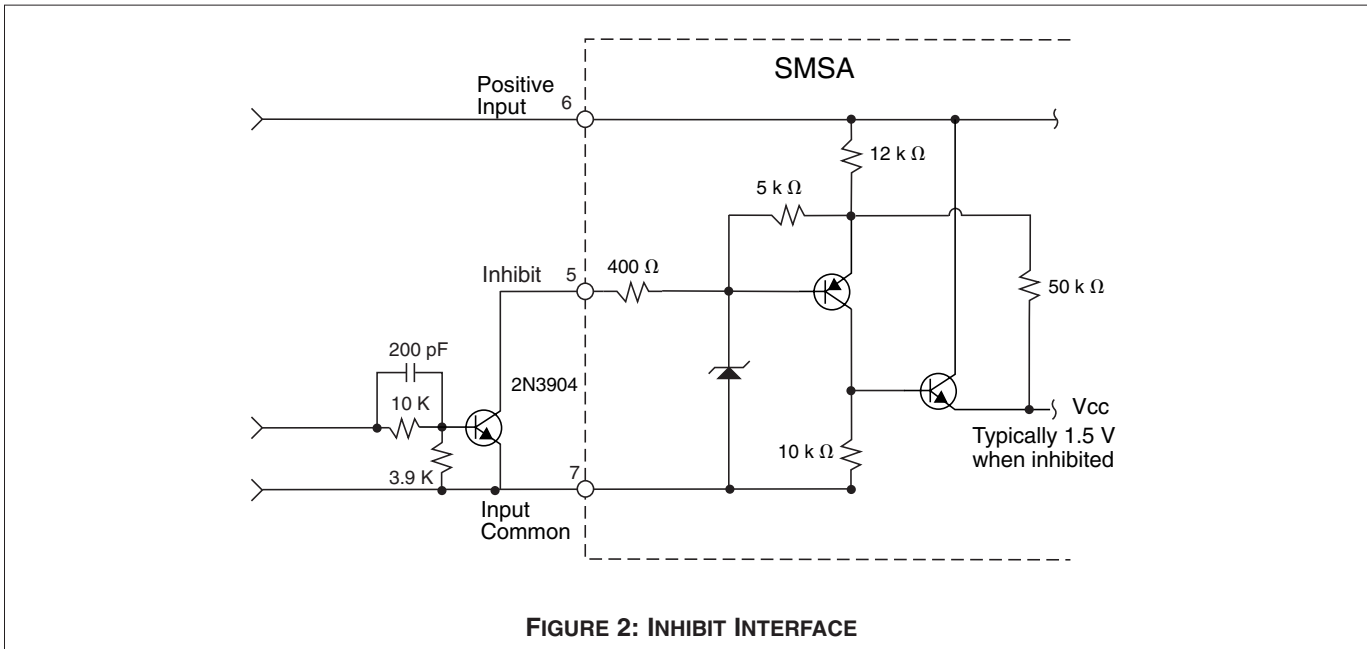 SMSA
Positive
Input
6
12 k Ω
5 k Ω
Inhibit
5
400 Ω
50 k Ω
200 pF
2N3904
10 K
Vcc
Typically 1.5 V
when inhibited
10 k Ω
3.9 K
7
Input
Common
FIGURE 2: INHIBIT INTERFACE